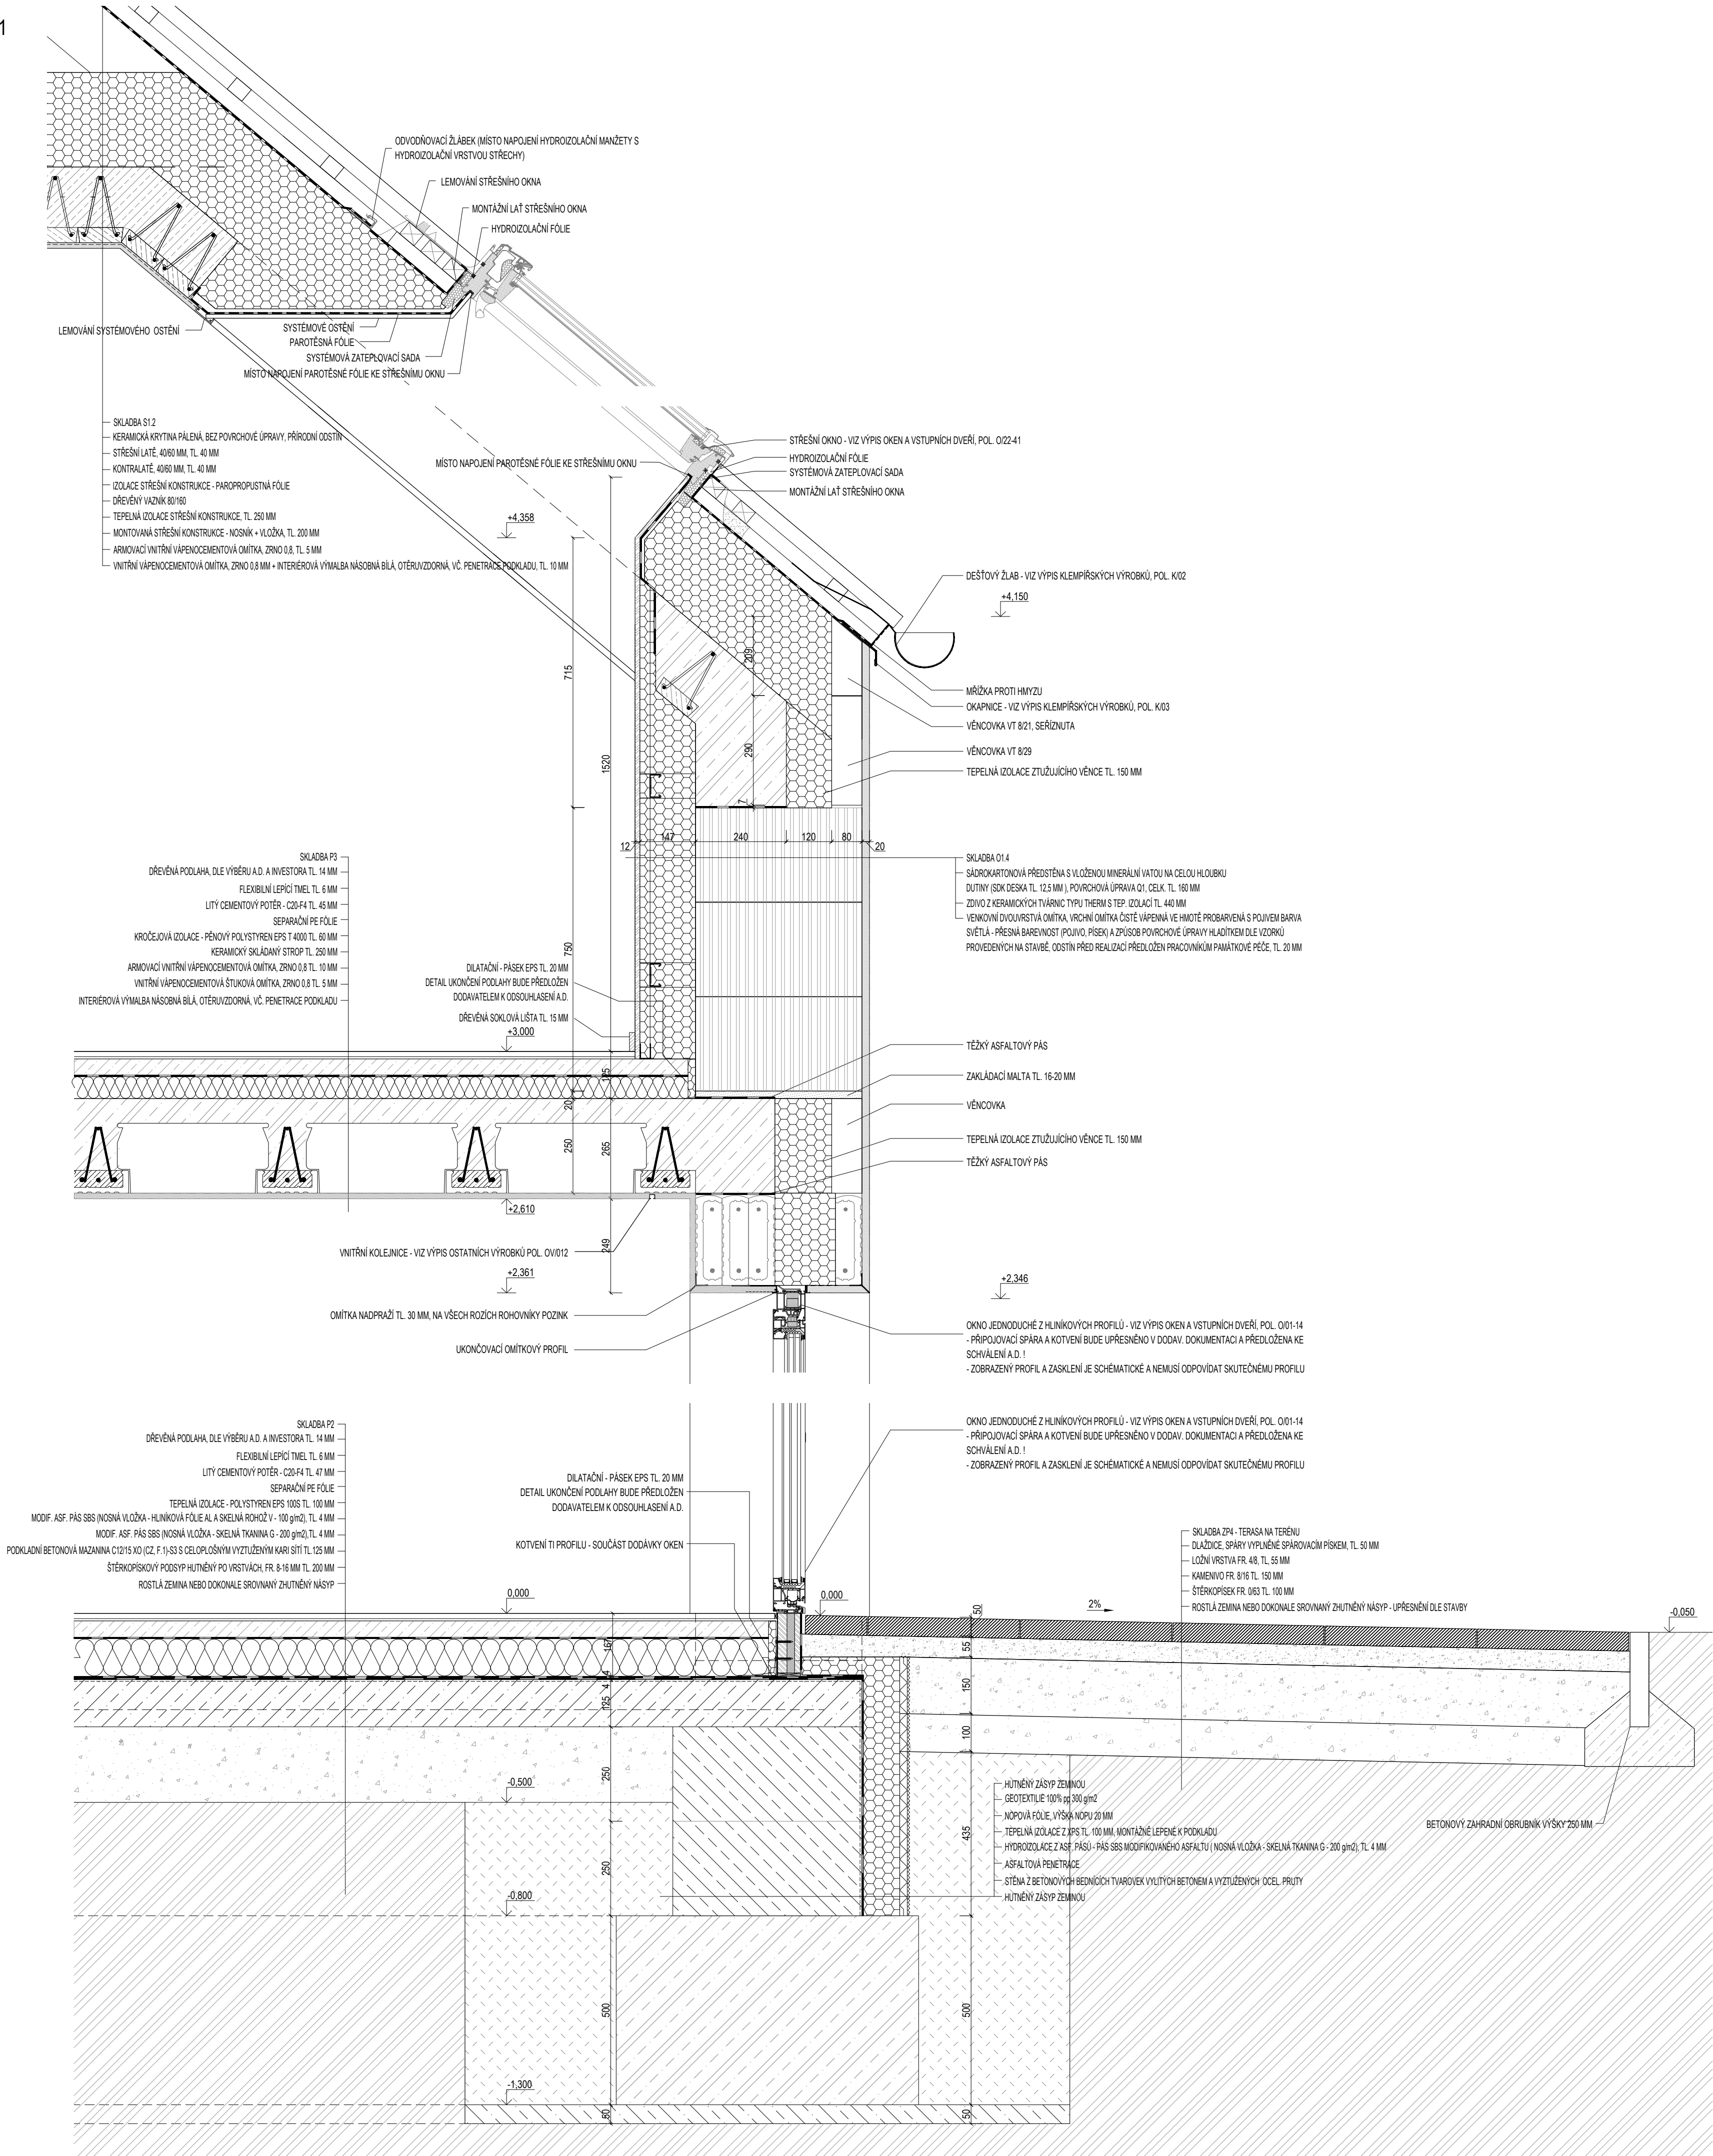 1
ODVODŇOVACÍ ŽLÁBEK (MÍSTO NAPOJENÍ HYDROIZOLAČNÍ MANŽETY S
HYDROIZOLAČNÍ VRSTVOU STŘECHY)
LEMOVÁNÍ STŘEŠNÍHO OKNA
MONTÁŽNÍ LAŤ STŘEŠNÍHO OKNA
HYDROIZOLAČNÍ FÓLIE
LEMOVÁNÍ SYSTÉMOVÉHO OSTĚNÍ
SYSTÉMOVÉ OSTĚNÍ
PAROTĚSNÁ FÓLIE
SYSTÉMOVÁ ZATEPLOVACÍ SADA
MÍSTO NAPOJENÍ PAROTĚSNÉ FÓLIE KE STŘEŠNÍMU OKNU
SKLADBA S1.2
KERAMICKÁ KRYTINA PÁLENÁ, BEZ POVRCHOVÉ ÚPRAVY, PŘÍRODNÍ ODSTÍN
STŘEŠNÍ LATĚ, 40/60 MM, TL. 40 MM
KONTRALATĚ, 40/60 MM, TL. 40 MM
IZOLACE STŘEŠNÍ KONSTRUKCE - PAROPROPUSTNÁ FÓLIE
DŘEVĚNÝ VAZNÍK 80/160
TEPELNÁ IZOLACE STŘEŠNÍ KONSTRUKCE, TL. 250 MM
MONTOVANÁ STŘEŠNÍ KONSTRUKCE - NOSNÍK + VLOŽKA, TL. 200 MM
ARMOVACÍ VNITŘNÍ VÁPENOCEMENTOVÁ OMÍTKA, ZRNO 0,8, TL. 5 MM
VNITŘNÍ VÁPENOCEMENTOVÁ OMÍTKA, ZRNO 0,8 MM + INTERIÉROVÁ VÝMALBA NÁSOBNÁ BÍLÁ, OTĚRUVZDORNÁ, VČ. PENETRACE PODKLADU, TL. 10 MM
STŘEŠNÍ OKNO - VIZ VÝPIS OKEN A VSTUPNÍCH DVEŘÍ, POL. O/22-41
HYDROIZOLAČNÍ FÓLIE
MÍSTO NAPOJENÍ PAROTĚSNÉ FÓLIE KE STŘEŠNÍMU OKNU
SYSTÉMOVÁ ZATEPLOVACÍ SADA
MONTÁŽNÍ LAŤ STŘEŠNÍHO OKNA
+4,358
DEŠŤOVÝ ŽLAB - VIZ VÝPIS KLEMPÍŘSKÝCH VÝROBKŮ, POL. K/02
+4,150
209
715
MŘÍŽKA PROTI HMYZU
OKAPNICE - VIZ VÝPIS KLEMPÍŘSKÝCH VÝROBKŮ, POL. K/03
VĚNCOVKA VT 8/21, SEŘÍZNUTA
VĚNCOVKA VT 8/29
290
1520
TEPELNÁ IZOLACE ZTUŽUJÍCÍHO VĚNCE TL. 150 MM
7
12
147
240
120
80
20
SKLADBA O1.4
SÁDROKARTONOVÁ PŘEDSTĚNA S VLOŽENOU MINERÁLNÍ VATOU NA CELOU HLOUBKU
DUTINY (SDK DESKA TL. 12,5 MM ), POVRCHOVÁ ÚPRAVA Q1, CELK. TL. 160 MM
ZDIVO Z KERAMICKÝCH TVÁRNIC TYPU THERM S TEP. IZOLACÍ TL. 440 MM
VENKOVNÍ DVOUVRSTVÁ OMÍTKA, VRCHNÍ OMÍTKA ČISTĚ VÁPENNÁ VE HMOTĚ PROBARVENÁ S POJIVEM BARVA
SVĚTLÁ - PŘESNÁ BAREVNOST (POJIVO, PÍSEK) A ZPŮSOB POVRCHOVÉ ÚPRAVY HLADÍTKEM DLE VZORKŮ
PROVEDENÝCH NA STAVBĚ, ODSTÍN PŘED REALIZACÍ PŘEDLOŽEN PRACOVNÍKŮM PAMÁTKOVÉ PÉČE, TL. 20 MM
SKLADBA P3
DŘEVĚNÁ PODLAHA, DLE VÝBĚRU A.D. A INVESTORA TL. 14 MM
FLEXIBILNÍ LEPÍCÍ TMEL TL. 6 MM
LITÝ CEMENTOVÝ POTĚR - C20-F4 TL. 45 MM
SEPARAČNÍ PE FÓLIE
KROČEJOVÁ IZOLACE - PĚNOVÝ POLYSTYREN EPS T 4000 TL. 60 MM
KERAMICKÝ SKLÁDANÝ STROP TL. 250 MM
ARMOVACÍ VNITŘNÍ VÁPENOCEMENTOVÁ OMÍTKA, ZRNO 0,8 TL. 10 MM
VNITŘNÍ VÁPENOCEMENTOVÁ ŠTUKOVÁ OMÍTKA, ZRNO 0,8 TL. 5 MM
INTERIÉROVÁ VÝMALBA NÁSOBNÁ BÍLÁ, OTĚRUVZDORNÁ, VČ. PENETRACE PODKLADU
750
DILATAČNÍ - PÁSEK EPS TL. 20 MM
DETAIL UKONČENÍ PODLAHY BUDE PŘEDLOŽEN
DODAVATELEM K ODSOUHLASENÍ A.D.
DŘEVĚNÁ SOKLOVÁ LIŠTA TL. 15 MM
+3,000
TĚŽKÝ ASFALTOVÝ PÁS
125
ZAKLÁDACÍ MALTA TL. 16-20 MM
20
VĚNCOVKA
TEPELNÁ IZOLACE ZTUŽUJÍCÍHO VĚNCE TL. 150 MM
250
265
TĚŽKÝ ASFALTOVÝ PÁS
+2,610
VNITŘNÍ KOLEJNICE - VIZ VÝPIS OSTATNÍCH VÝROBKŮ POL. OV/012
249
+2,361
+2,346
OMÍTKA NADPRAŽÍ TL. 30 MM, NA VŠECH ROZÍCH ROHOVNÍKY POZINK
UKONČOVACÍ OMÍTKOVÝ PROFIL
OKNO JEDNODUCHÉ Z HLINÍKOVÝCH PROFILŮ - VIZ VÝPIS OKEN A VSTUPNÍCH DVEŘÍ, POL. O/01-14
- PŘIPOJOVACÍ SPÁRA A KOTVENÍ BUDE UPŘESNĚNO V DODAV. DOKUMENTACI A PŘEDLOŽENA KE
SCHVÁLENÍ A.D. !
- ZOBRAZENÝ PROFIL A ZASKLENÍ JE SCHÉMATICKÉ A NEMUSÍ ODPOVÍDAT SKUTEČNÉMU PROFILU
OKNO JEDNODUCHÉ Z HLINÍKOVÝCH PROFILŮ - VIZ VÝPIS OKEN A VSTUPNÍCH DVEŘÍ, POL. O/01-14
- PŘIPOJOVACÍ SPÁRA A KOTVENÍ BUDE UPŘESNĚNO V DODAV. DOKUMENTACI A PŘEDLOŽENA KE
SCHVÁLENÍ A.D. !
- ZOBRAZENÝ PROFIL A ZASKLENÍ JE SCHÉMATICKÉ A NEMUSÍ ODPOVÍDAT SKUTEČNÉMU PROFILU
SKLADBA P2
DŘEVĚNÁ PODLAHA, DLE VÝBĚRU A.D. A INVESTORA TL. 14 MM
FLEXIBILNÍ LEPÍCÍ TMEL TL. 6 MM
LITÝ CEMENTOVÝ POTĚR - C20-F4 TL. 47 MM
SEPARAČNÍ PE FÓLIE
TEPELNÁ IZOLACE - POLYSTYREN EPS 100S TL. 100 MM
MODIF. ASF. PÁS SBS (NOSNÁ VLOŽKA - HLINÍKOVÁ FÓLIE AL A SKELNÁ ROHOŽ V - 100 g/m2), TL. 4 MM
MODIF. ASF. PÁS SBS (NOSNÁ VLOŽKA - SKELNÁ TKANINA G - 200 g/m2),TL. 4 MM
PODKLADNÍ BETONOVÁ MAZANINA C12/15 XO (CZ, F.1)-S3 S CELOPLOŠNÝM VYZTUŽENÝM KARI SÍTÍ TL.125 MM
ŠTĚRKOPÍSKOVÝ PODSYP HUTNĚNÝ PO VRSTVÁCH, FR. 8-16 MM TL. 200 MM
ROSTLÁ ZEMINA NEBO DOKONALE SROVNANÝ ZHUTNĚNÝ NÁSYP
DILATAČNÍ - PÁSEK EPS TL. 20 MM
DETAIL UKONČENÍ PODLAHY BUDE PŘEDLOŽEN
DODAVATELEM K ODSOUHLASENÍ A.D.
KOTVENÍ TI PROFILU - SOUČÁST DODÁVKY OKEN
SKLADBA ZP4 - TERASA NA TERÉNU
DLAŽDICE, SPÁRY VYPLNĚNÉ SPÁROVACÍM PÍSKEM, TL. 50 MM
LOŽNÍ VRSTVA FR. 4/8, TL, 55 MM
KAMENIVO FR. 8/16 TL. 150 MM
ŠTĚRKOPÍSEK FR. 0/63 TL. 100 MM
ROSTLÁ ZEMINA NEBO DOKONALE SROVNANÝ ZHUTNĚNÝ NÁSYP - UPŘESNĚNÍ DLE STAVBY
0,000
0,000
50
2%
-0,050
167
55
4 4
150
125
100
250
-0,500
HUTNĚNÝ ZÁSYP ZEMINOU
GEOTEXTILIE 100% pp 300 g/m2
NOPOVÁ FÓLIE, VÝŠKA NOPU 20 MM
TEPELNÁ IZOLACE Z XPS TL. 100 MM, MONTÁŽNĚ LEPENÉ K PODKLADU
HYDROIZOLACE Z ASF. PÁSŮ - PÁS SBS MODIFIKOVANÉHO ASFALTU ( NOSNÁ VLOŽKA - SKELNÁ TKANINA G - 200 g/m2), TL. 4 MM
ASFALTOVÁ PENETRACE
STĚNA Z BETONOVÝCH BEDNÍCÍCH TVAROVEK VYLITÝCH BETONEM A VYZTUŽENÝCH OCEL. PRUTY
HUTNĚNÝ ZÁSYP ZEMINOU
BETONOVÝ ZAHRADNÍ OBRUBNÍK VÝŠKY 250 MM
435
250
-0,800
500
500
-1,300
50
50